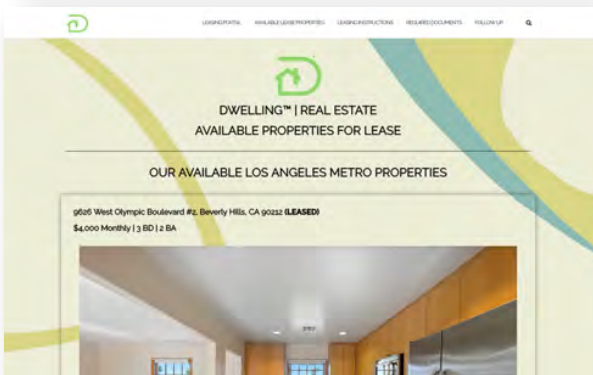 LEASING PORTAL AVAILABLE LEASE PROPERTIES LEASING INSTRUCTIONS REQUIRED DOCUMENTS FOLLOW UP
DWELLING™ | REAL ESTATE
AVAILABLE PROPERTIES FOR LEASE
OUR AVAILABLE LOS ANGELES METRO PROPERTIES
9626 West Olympic Boulevard #2, Beverly Hills, CA 90212 (LEASED)
$4,000 Monthly | 3 BD | 2 BA